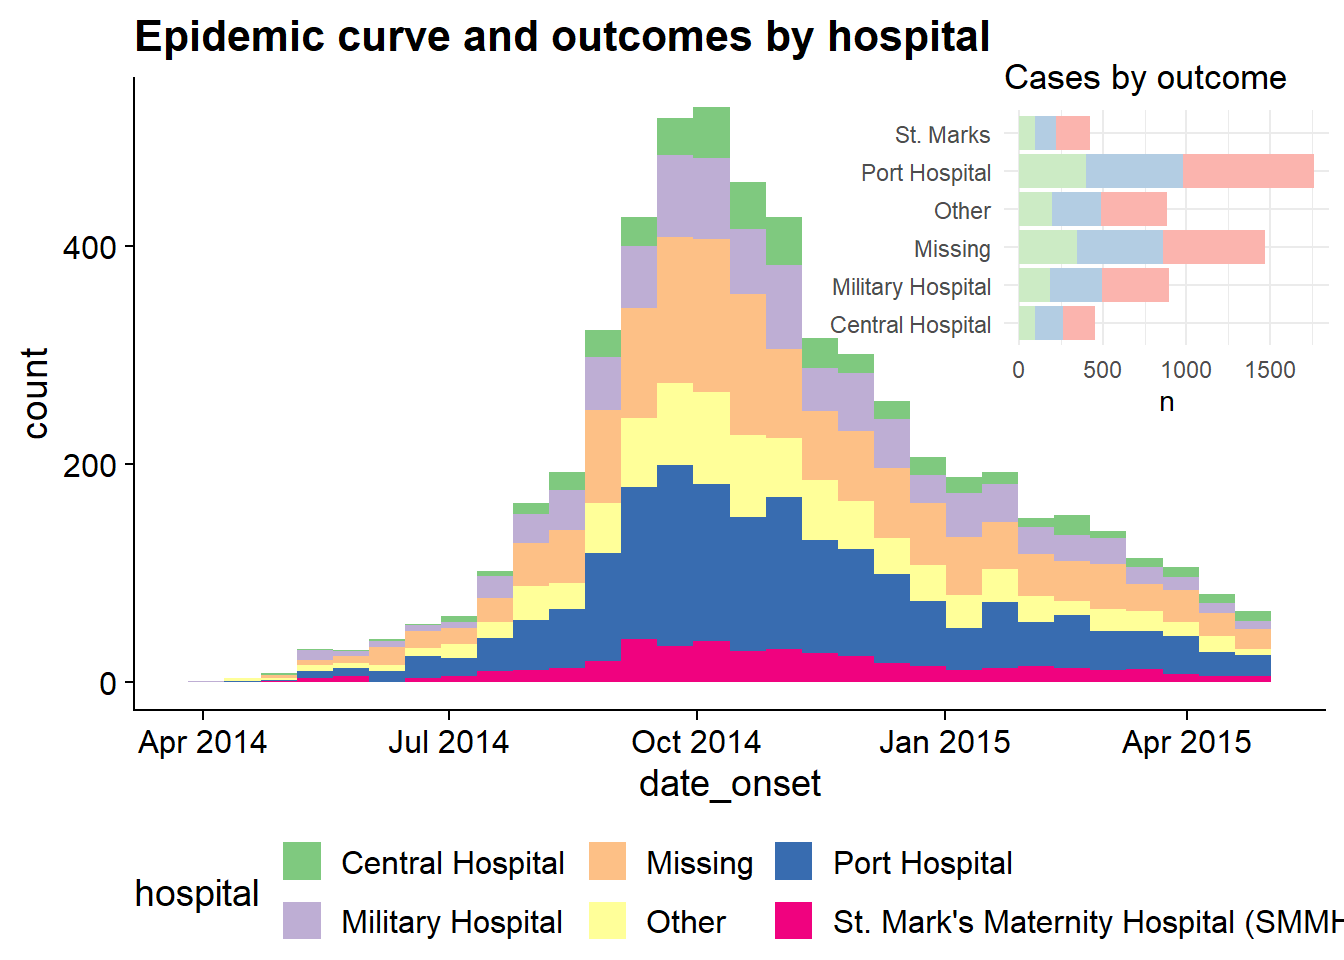 Epidemic curve and outcomes by hospital
Cases by outcome
St. Marks
Port Hospital
Other
Missing
Military Hospital
Central Hospital
0 500 1000 1500
n
count
400
200
0
Apr 2014 Jul 2014 Oct 2014 Jan 2015 Apr 2015
date_onset
hospital
Central Hospital Missing Port Hospital
Military Hospital Other St. Mark's Maternity Hospital (SMMH